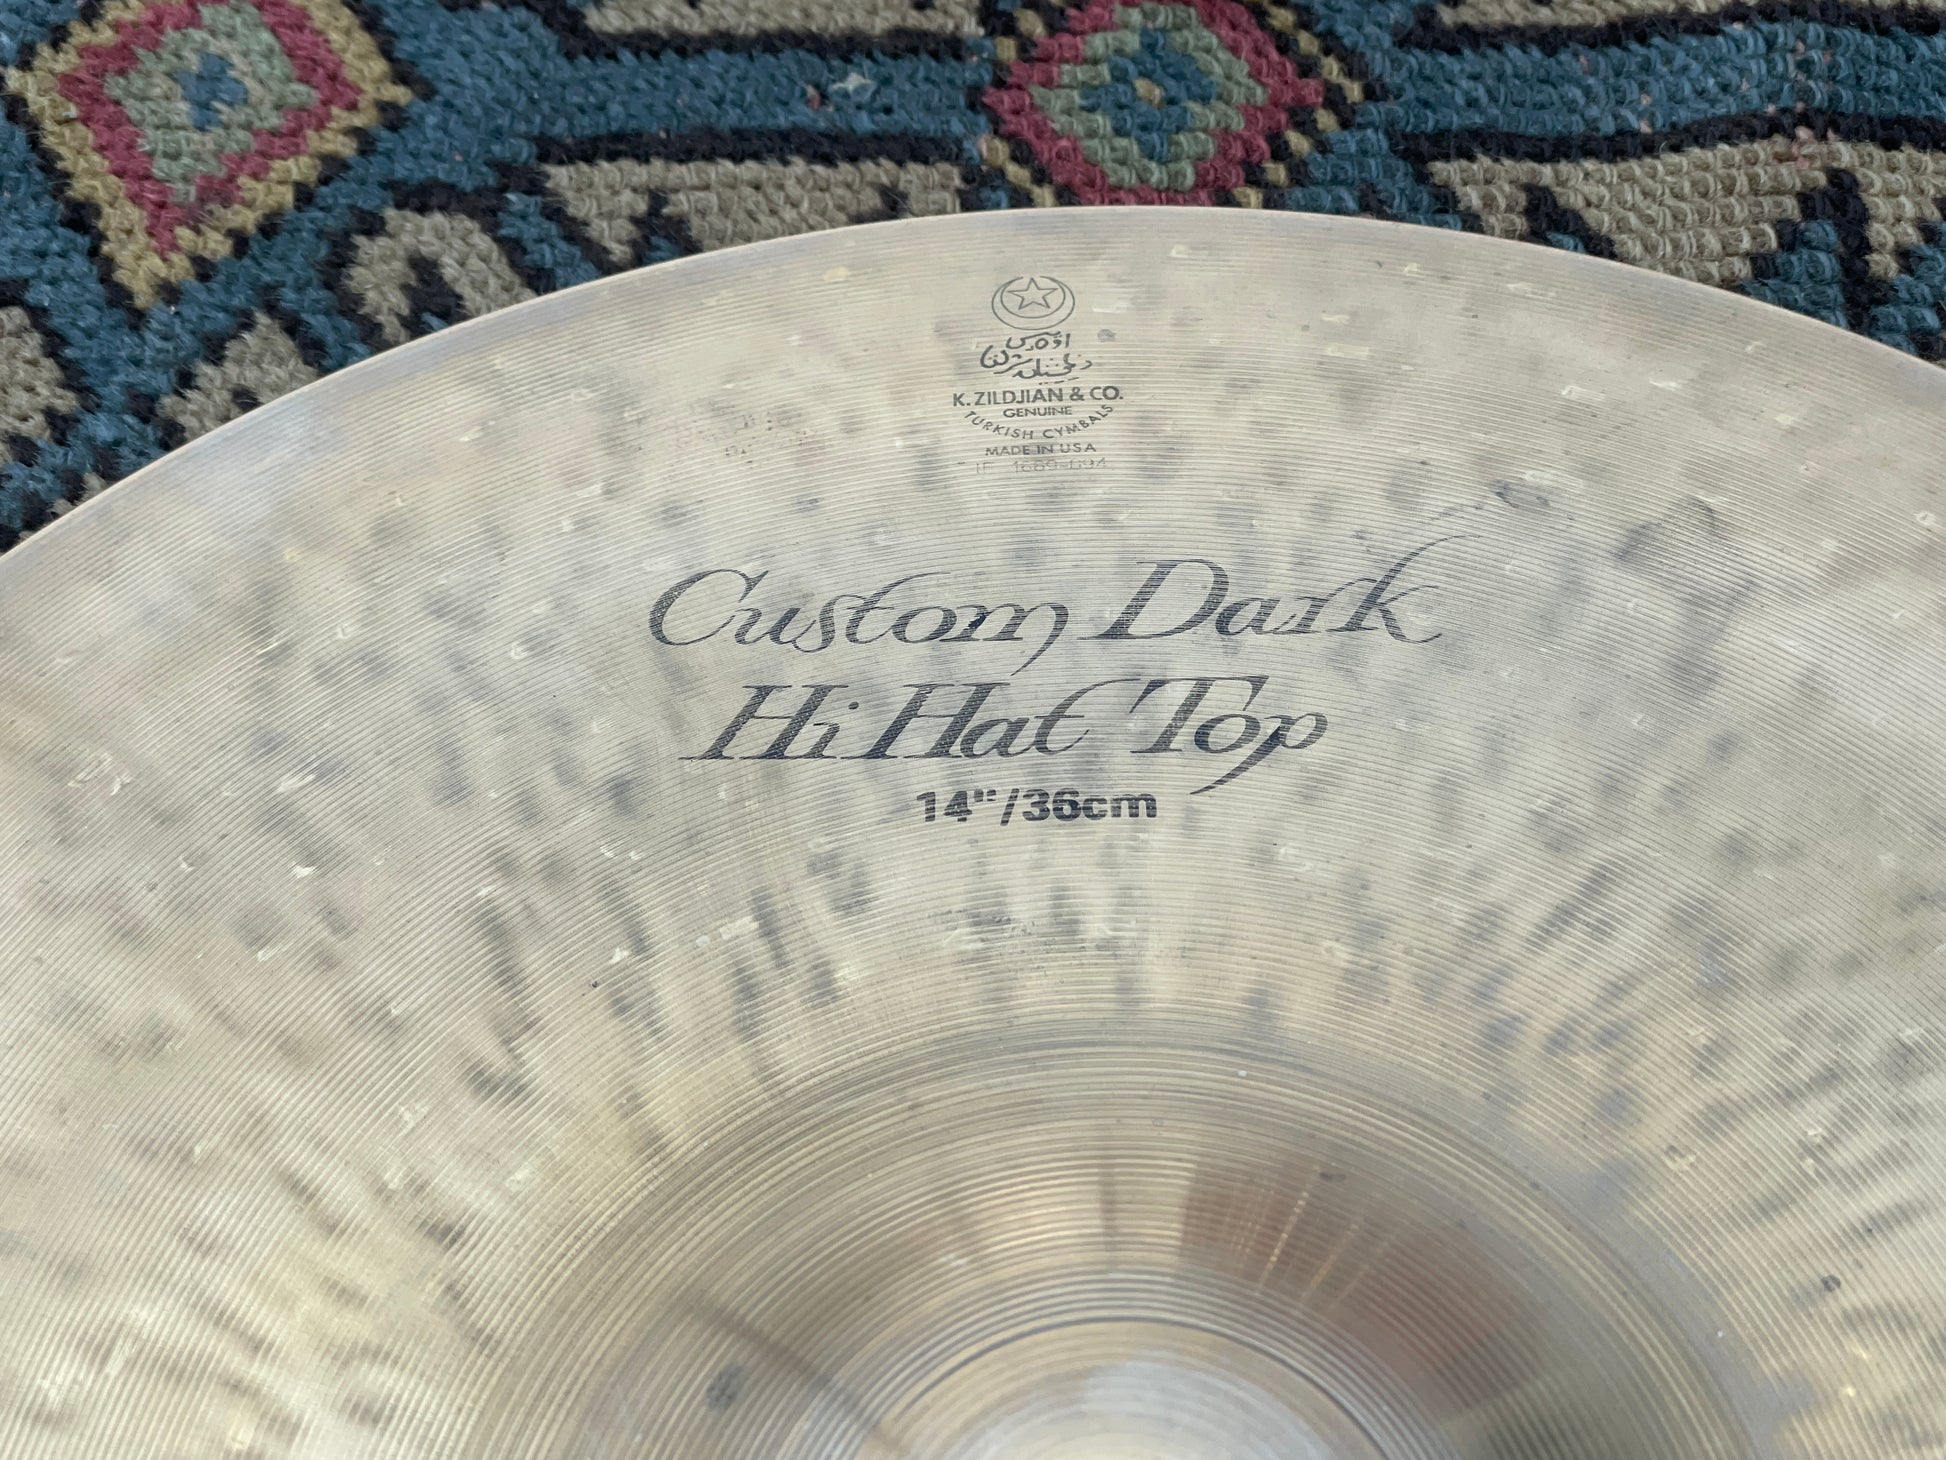 K. ZILDJIAN & CO.
GENUINE
TURKISH CYMBALS
MADE IN USA
Custom Dark
Hi Hat Top
14"/36cm